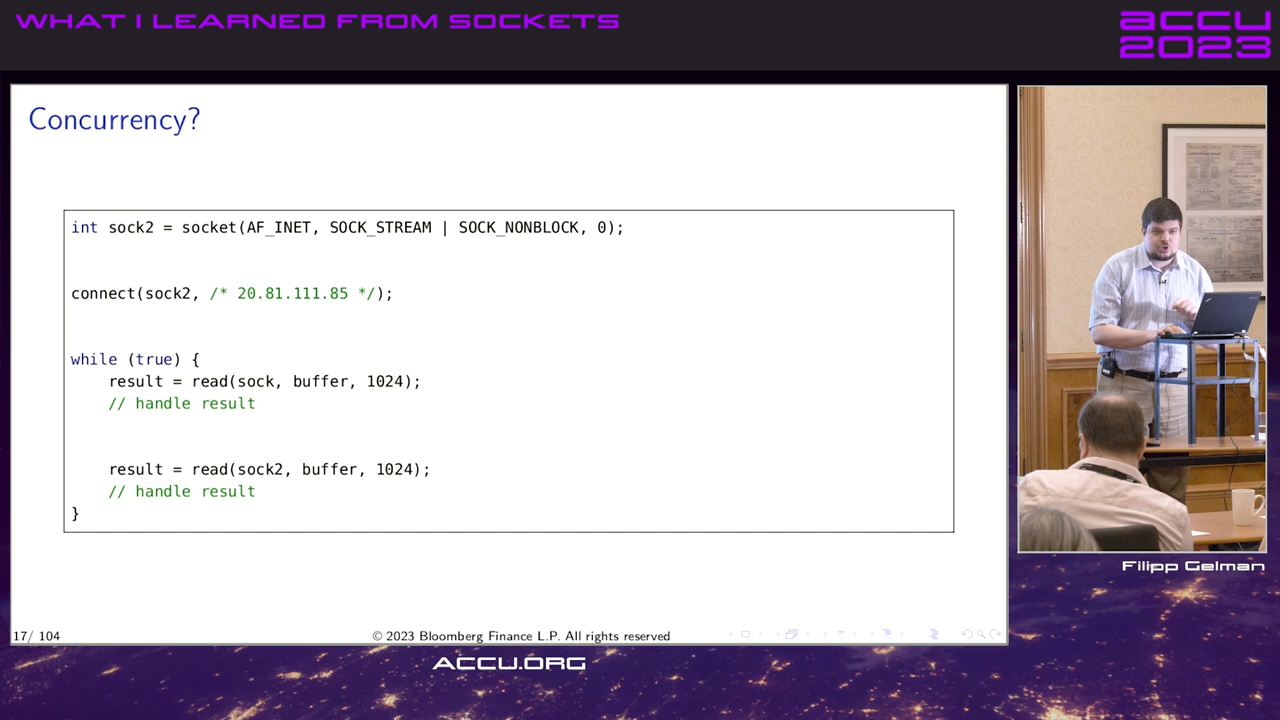 WHAT I LEARNED FROM SOCKETS
ACCU
2023
Concurrency?
int sock2 = socket(AF_INET, SOCK_STREAM | SOCK_NONBLOCK, 0);
connect(sock2, /* 20.81.111.85 */);
while (true) {
result = read(sock, buffer, 1024);
// handle result
result = read(sock2, buffer, 1024);
// handle result
}
17/ 104
© 2023 Bloomberg Finance L.P. All rights reserved
Filipp Gelman
ACCU.ORG